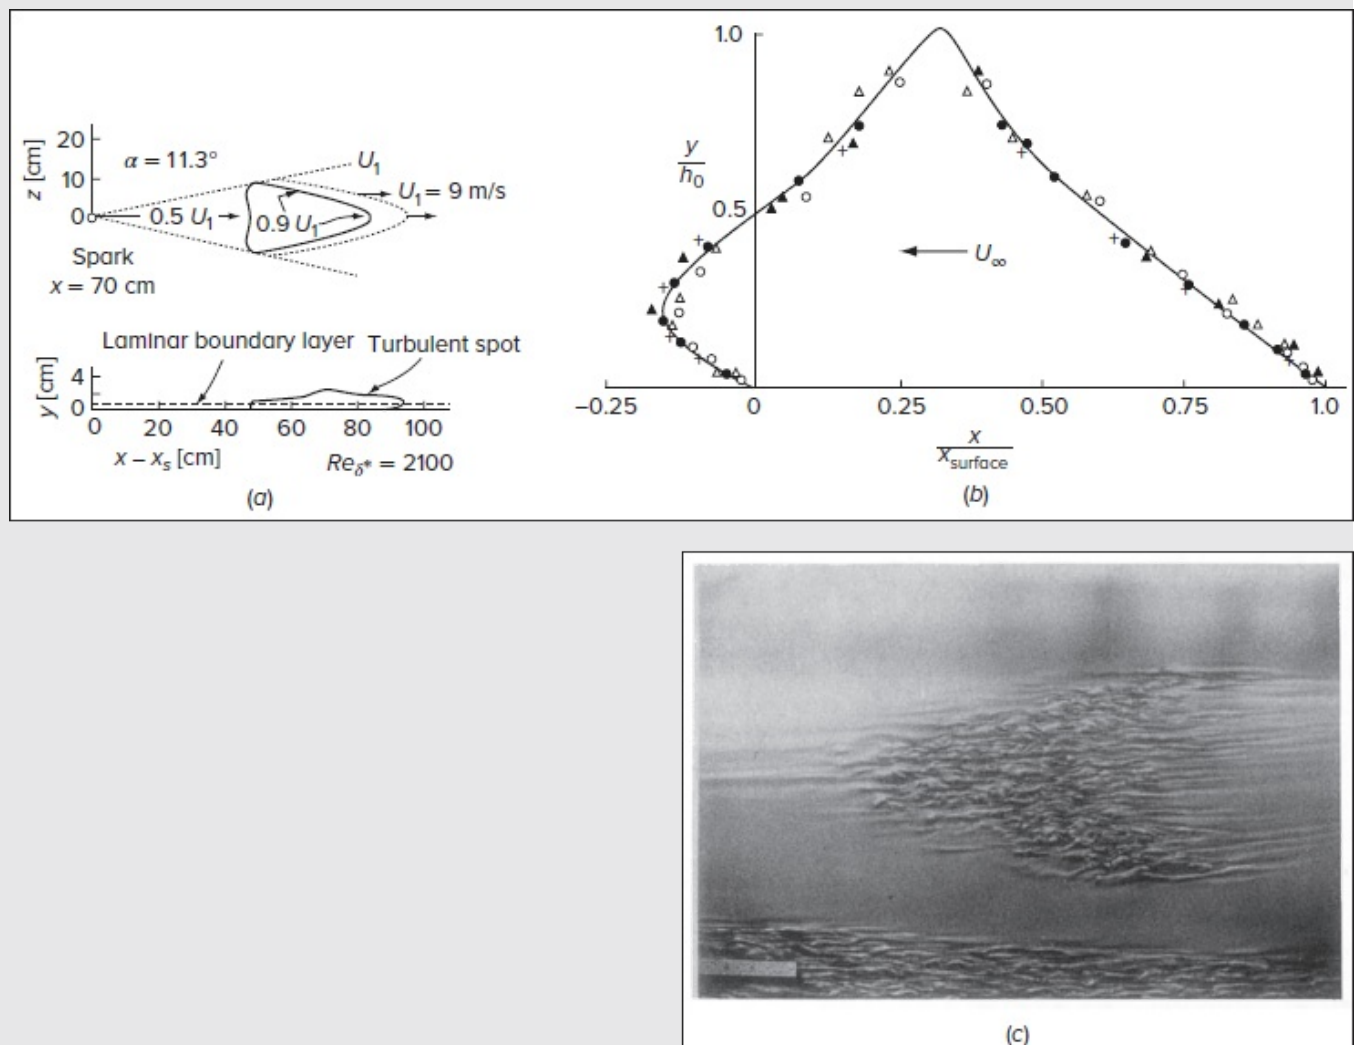 20
10
0
z [cm]
α = 11.3°
U₁
U₁ = 9 m/s
0.5 U₁
0.9 U₁
Spark
x = 70 cm
Laminar boundary layer
Turbulent spot
4
0
y [cm]
0 20 40 60 80 100
x – xₛ [cm]
Re_δ* = 2100
(a)
1.0
y
h₀
0.5
U∞
−0.25 0 0.25 0.50 0.75 1.0
x
x_surface
(b)
(c)